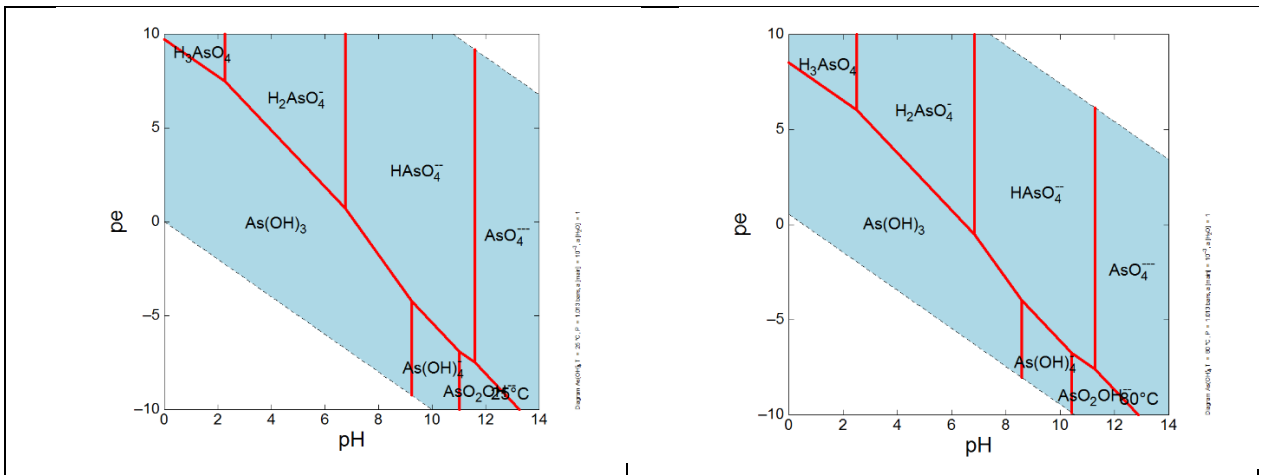 10
5
0
−5
−10
pe
0
2
4
6
8
10
12
14
pH
H₃AsO₄
H₂AsO₄⁻
HAsO₄⁻⁻
AsO₄⁻⁻⁻
As(OH)₃
As(OH)₄⁻
AsO₂OH⁻⁻
25°C
10
5
0
−5
−10
pe
0
2
4
6
8
10
12
14
pH
H₃AsO₄
H₂AsO₄⁻
HAsO₄⁻⁻
AsO₄⁻⁻⁻
As(OH)₃
As(OH)₄⁻
AsO₂OH⁻⁻
80°C